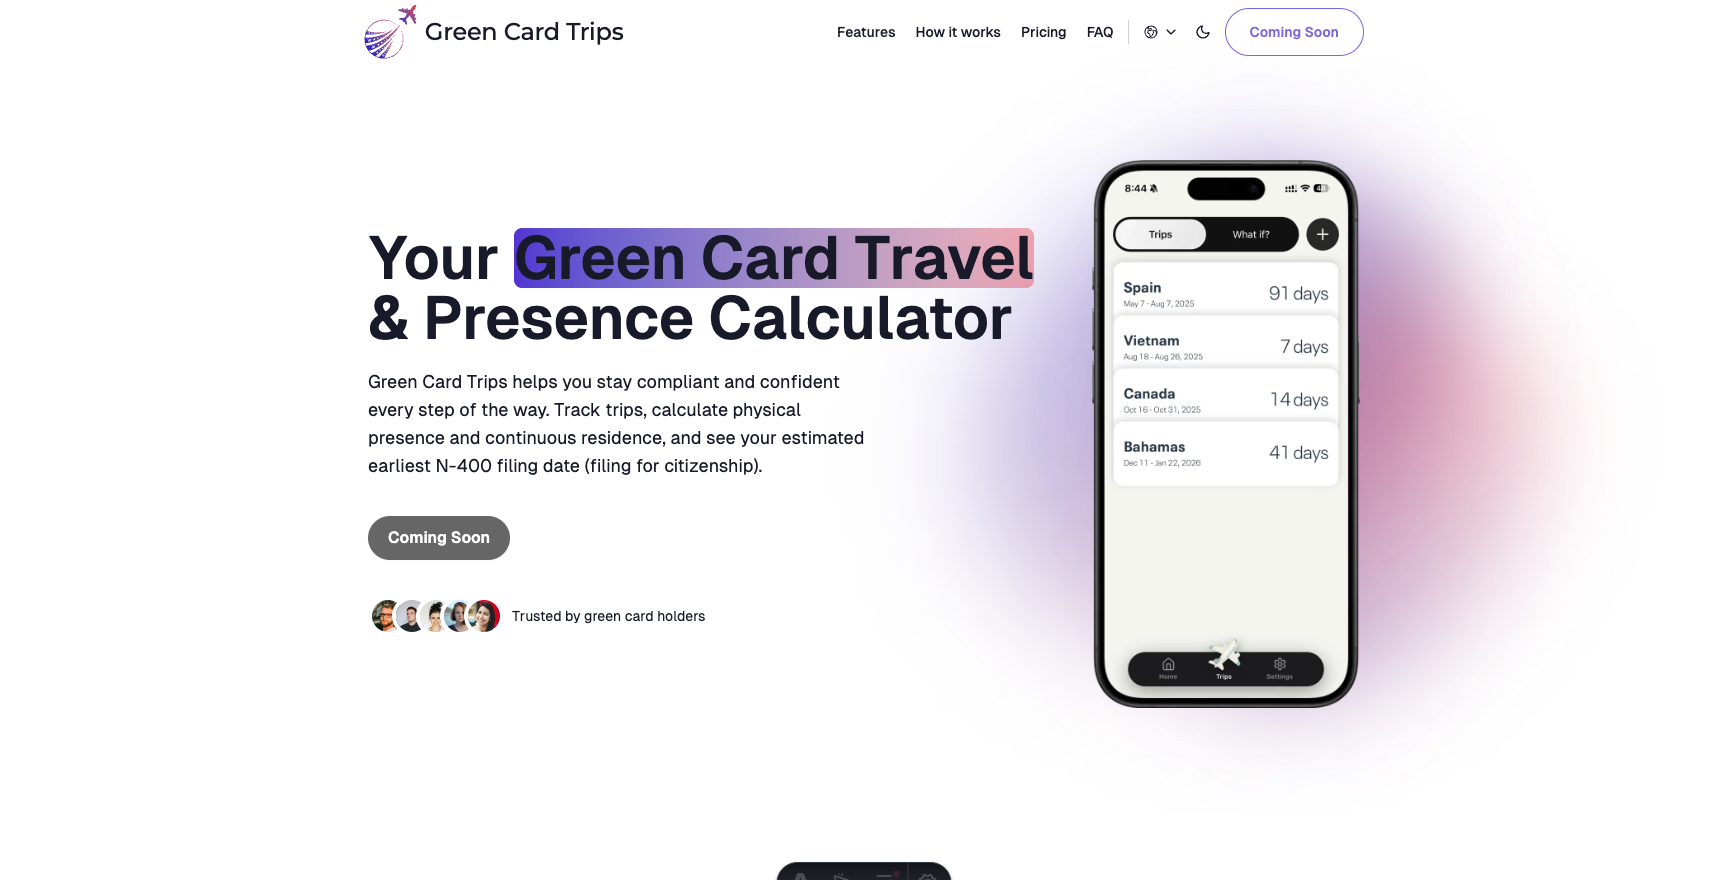 Green Card Trips
Features
How it works
Pricing
FAQ
Coming Soon
Your Green Card Travel
& Presence Calculator
Green Card Trips helps you stay compliant and confident
every step of the way. Track trips, calculate physical
presence and continuous residence, and see your estimated
earliest N-400 filing date (filing for citizenship).
Coming Soon
Trusted by green card holders
8:44
Trips
What if?
Spain
91 days
May 7 - Aug 7, 2025
Vietnam
7 days
Aug 18 - Aug 26, 2025
Canada
14 days
Oct 16 - Oct 31, 2025
Bahamas
41 days
Dec 11 - Jan 22, 2026
Home
Trips
Settings